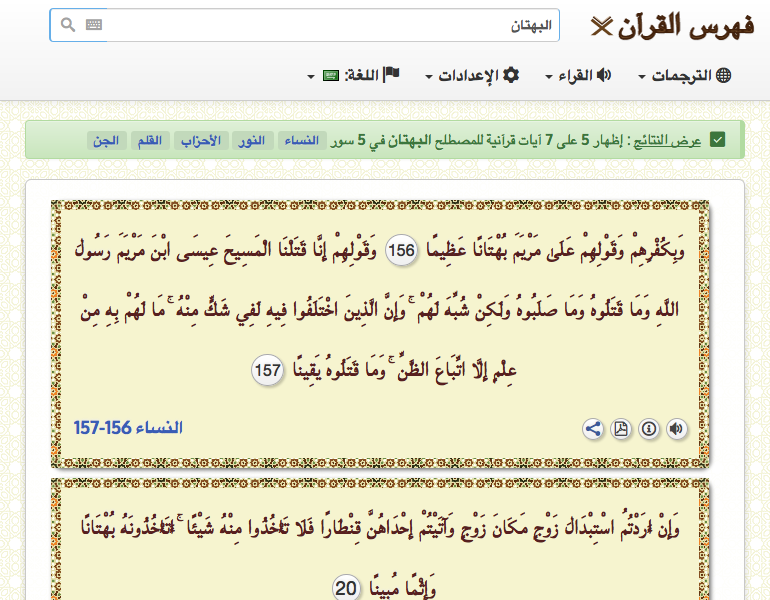 فهرس القرآن
البهتان
الترجمات
القراء
الإعدادات
اللغة:
عرض النتائج : إظهار 5 على 7 آيات قرآنية للمصطلح البهتان في 5 سور النساء النور الأحزاب القلم الجن
وَبِكُفْرِهِمْ وَقَوْلِهِمْ عَلَىٰ مَرْيَمَ بُهْتَانًا عَظِيمًا 156 وَقَوْلِهِمْ إِنَّا قَتَلْنَا الْمَسِيحَ عِيسَى ابْنَ مَرْيَمَ رَسُولَ
اللَّهِ وَمَا قَتَلُوهُ وَمَا صَلَبُوهُ وَلَٰكِنْ شُبِّهَ لَهُمْ ۚ وَإِنَّ الَّذِينَ اخْتَلَفُوا فِيهِ لَفِي شَكٍّ مِنْهُ ۚ مَا لَهُمْ بِهِ مِنْ
عِلْمٍ إِلَّا اتِّبَاعَ الظَّنِّ ۚ وَمَا قَتَلُوهُ يَقِينًا 157
النساء 156-157
وَإِنْ أَرَدْتُمُ اسْتِبْدَالَ زَوْجٍ مَكَانَ زَوْجٍ وَآتَيْتُمْ إِحْدَاهُنَّ قِنْطَارًا فَلَا تَأْخُذُوا مِنْهُ شَيْئًا ۚ أَتَأْخُذُونَهُ بُهْتَانًا
وَإِثْمًا مُبِينًا 20